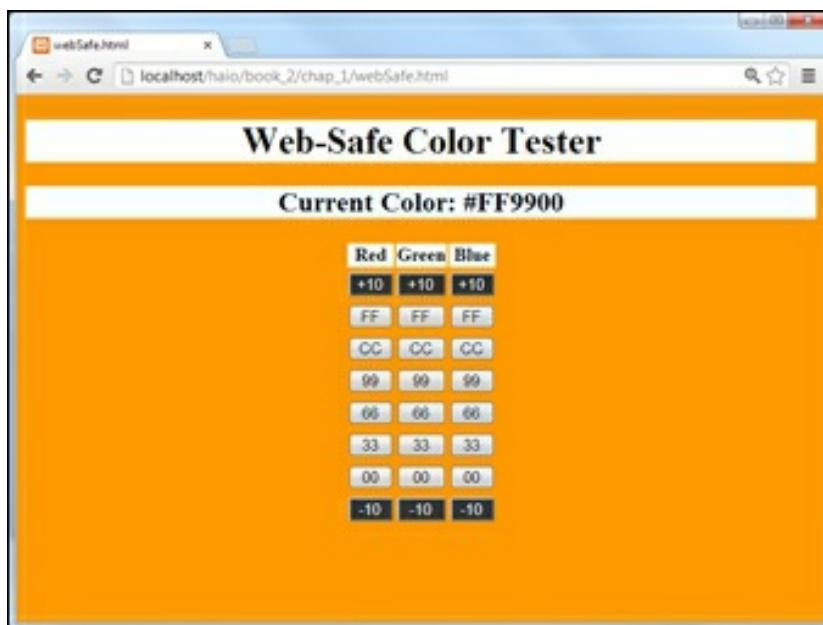 webSafe.html
localhost/haio/book_2/chap_1/webSafe.html
Web-Safe Color Tester
Current Color: #FF9900
Red Green Blue
+10 +10 +10
FF FF FF
CC CC CC
99 99 99
66 66 66
33 33 33
00 00 00
-10 -10 -10